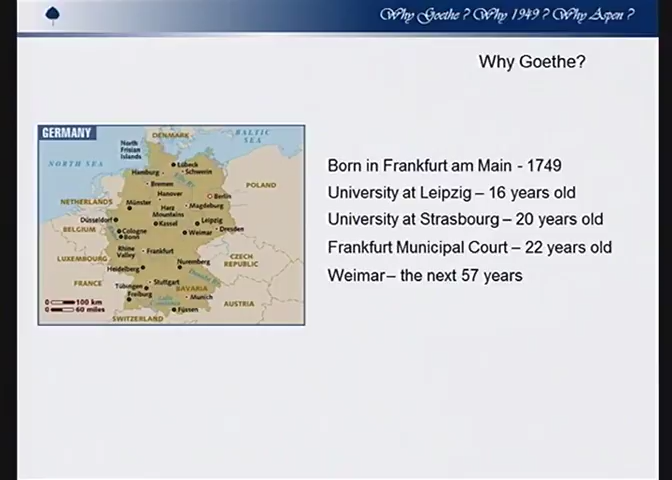 Why Goethe ? Why 1949 ? Why Aspen ?
Why Goethe?
GERMANY
DENMARK
BALTIC
SEA
North
Frisian
Islands
NORTH SEA
Lübeck
Schwerin
Hamburg
Bremen
Berlin
POLAND
Hanover
NETHERLANDS
Münster
Harz
Mountains
Magdeburg
Düsseldorf
Kassel
Leipzig
BELGIUM
Cologne
Bonn
Weimar
Dresden
Rhine
Valley
Frankfurt
LUXEMBOURG
CZECH
REPUBLIC
Heidelberg
Nuremberg
FRANCE
Stuttgart
Tübingen
BAVARIA
Freiburg
Munich
AUSTRIA
0 100 km
0 60 miles
Füssen
SWITZERLAND
Born in Frankfurt am Main - 1749
University at Leipzig – 16 years old
University at Strasbourg – 20 years old
Frankfurt Municipal Court – 22 years old
Weimar – the next 57 years